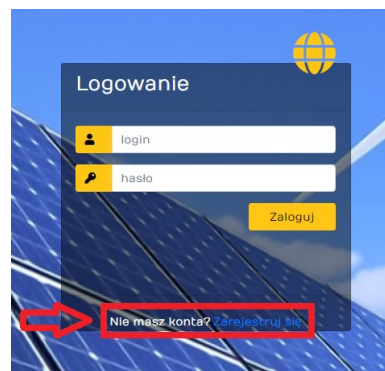 Logowanie
login
hasło
Zaloguj
Nie masz konta? Zarejestruj się